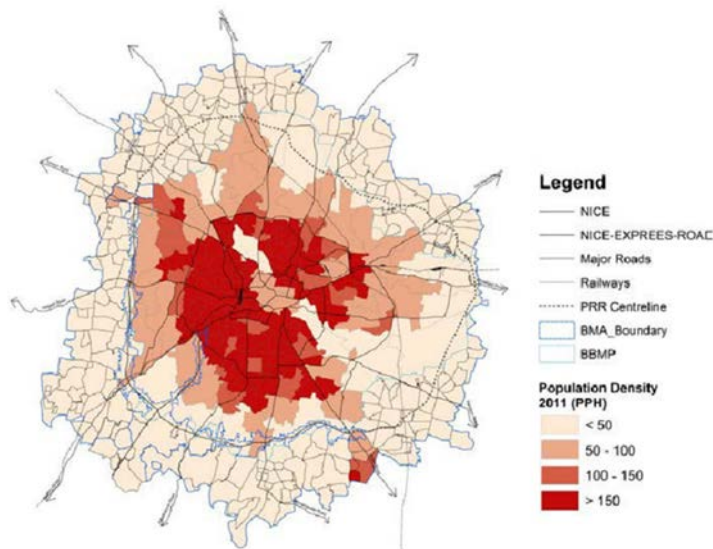 Legend
NICE
NICE-EXPREES-ROAD
Major Roads
Railways
PRR Centreline
BMA_Boundary
BBMP
Population Density
2011 (PPH)
< 50
50 - 100
100 - 150
> 150